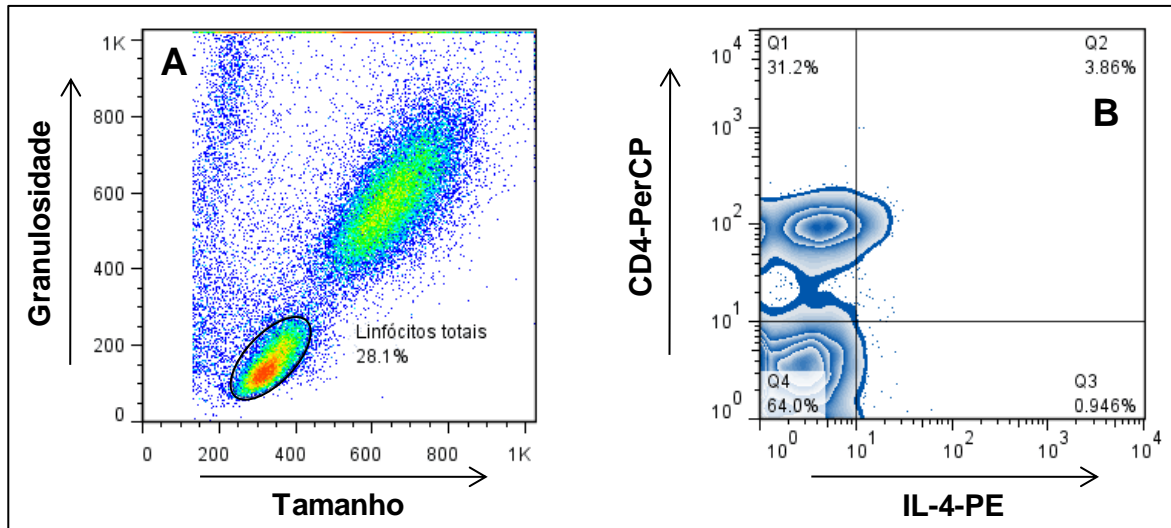 A
Granulosidade
1K
800
600
400
200
0
Linfócitos totais
28.1%
0 200 400 600 800 1K
Tamanho
B
CD4-PerCP
10^4
10^3
10^2
10^1
10^0
Q1
31.2%
Q2
3.86%
Q4
64.0%
Q3
0.946%
10^0 10^1 10^2 10^3 10^4
IL-4-PE